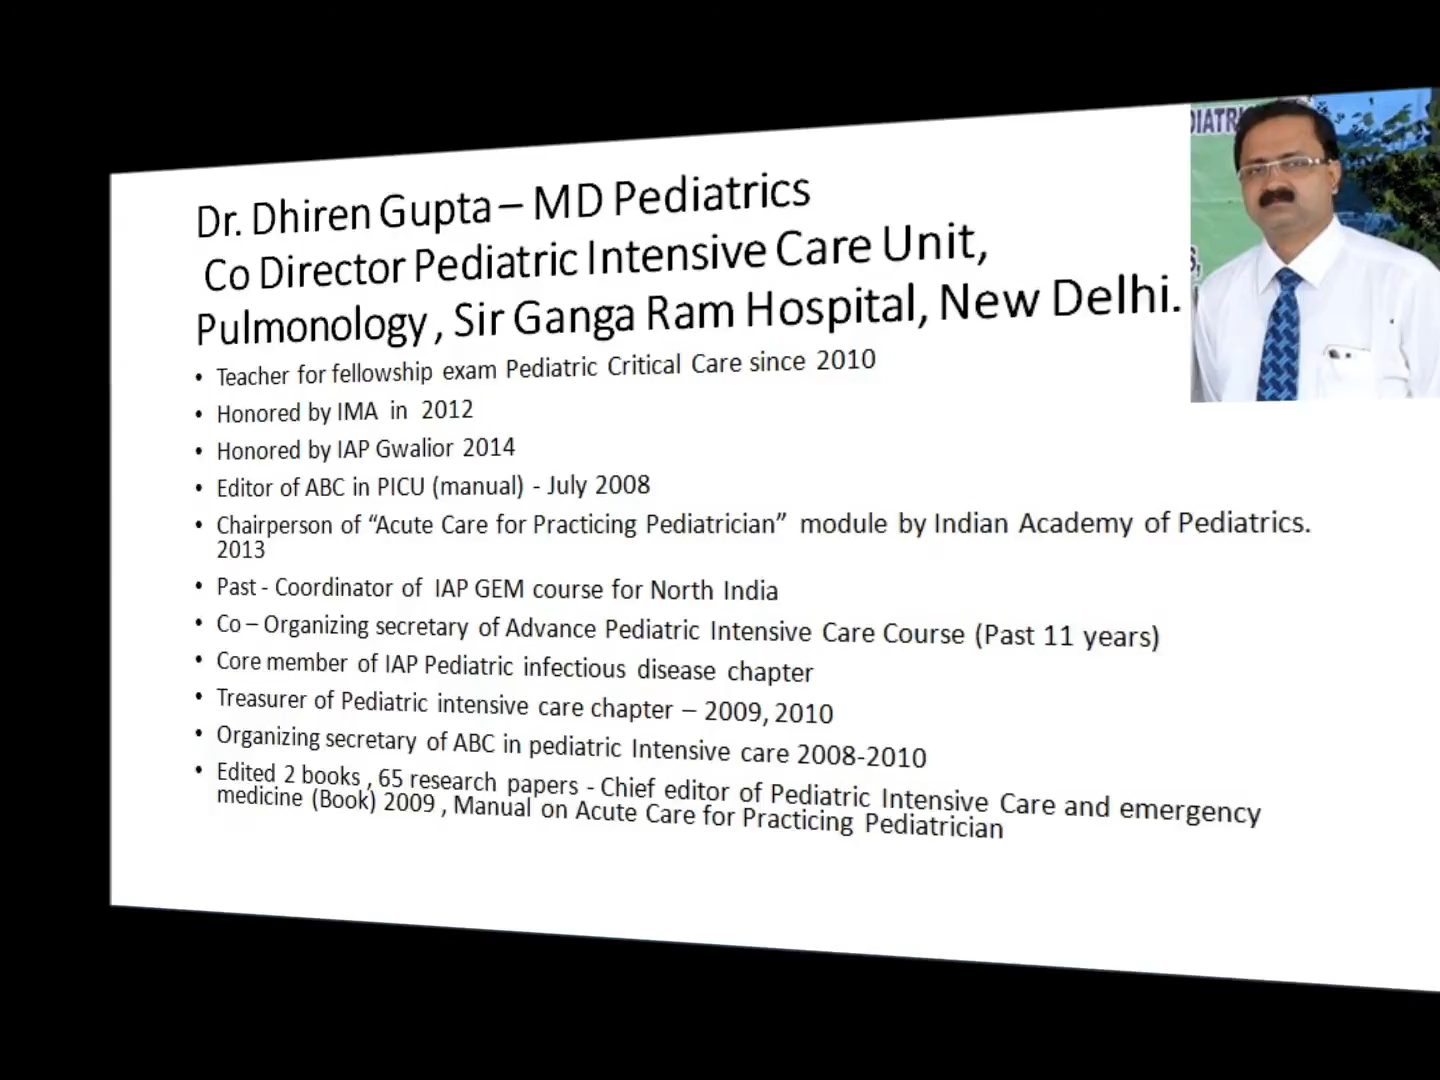 Dr. Dhiren Gupta – MD Pediatrics
Co Director Pediatric Intensive Care Unit,
Pulmonology , Sir Ganga Ram Hospital, New Delhi.
• Teacher for fellowship exam Pediatric Critical Care since 2010
• Honored by IMA in 2012
• Honored by IAP Gwalior 2014
• Editor of ABC in PICU (manual) - July 2008
• Chairperson of “Acute Care for Practicing Pediatrician” module by Indian Academy of Pediatrics.
2013
• Past - Coordinator of IAP GEM course for North India
• Co – Organizing secretary of Advance Pediatric Intensive Care Course (Past 11 years)
• Core member of IAP Pediatric infectious disease chapter
• Treasurer of Pediatric intensive care chapter – 2009, 2010
• Organizing secretary of ABC in pediatric Intensive care 2008-2010
• Edited 2 books , 65 research papers - Chief editor of Pediatric Intensive Care and emergency
medicine (Book) 2009 , Manual on Acute Care for Practicing Pediatrician